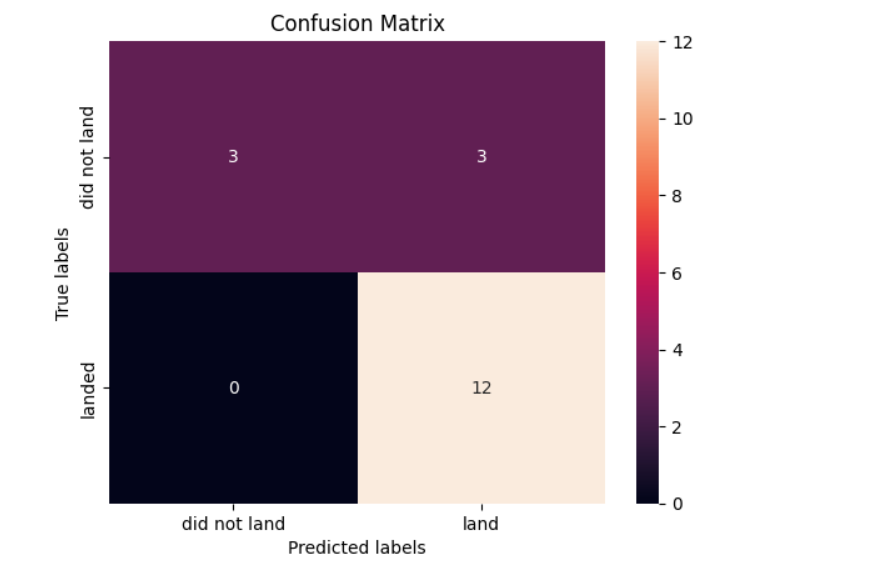 Confusion Matrix
12
10
8
6
4
2
0
True labels
did not land
landed
3
3
0
12
did not land
land
Predicted labels